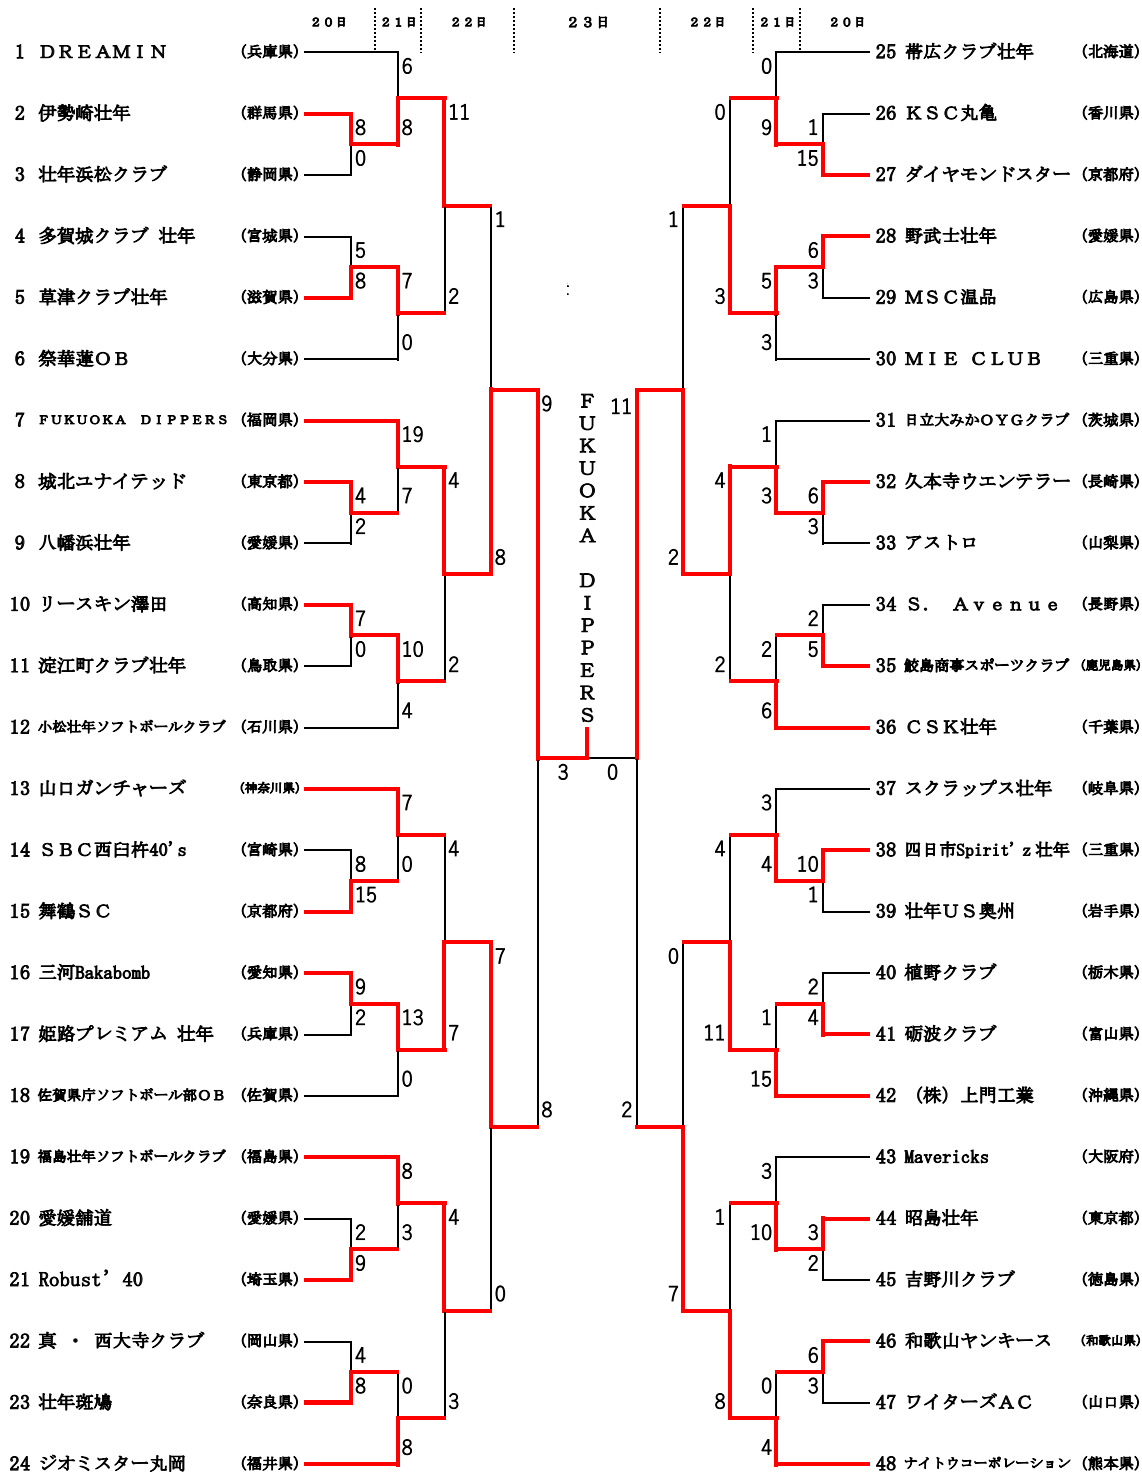 20日 21日 22日 23日 22日 21日 20日
1 ＤＲＥＡＭＩＮ (兵庫県)
2 伊勢崎壮年 (群馬県)
3 壮年浜松クラブ (静岡県)
4 多賀城クラブ 壮年 (宮城県)
5 草津クラブ壮年 (滋賀県)
6 祭華蓮ＯＢ (大分県)
7 ＦＵＫＵＯＫＡ ＤＩＰＰＥＲＳ (福岡県)
8 城北ユナイテッド (東京都)
9 八幡浜壮年 (愛媛県)
10 リースキン澤田 (高知県)
11 淀江町クラブ壮年 (鳥取県)
12 小松壮年ソフトボールクラブ (石川県)
13 山口ガンチャーズ (神奈川県)
14 ＳＢＣ西臼杵40's (宮崎県)
15 舞鶴ＳＣ (京都府)
16 三河Bakabomb (愛知県)
17 姫路プレミアム 壮年 (兵庫県)
18 佐賀県庁ソフトボール部ＯＢ (佐賀県)
19 福島壮年ソフトボールクラブ (福島県)
20 愛媛舗道 (愛媛県)
21 Robust’40 (埼玉県)
22 真 ・ 西大寺クラブ (岡山県)
23 壮年斑鳩 (奈良県)
24 ジオミスター丸岡 (福井県)
6
8
8
0
11
5
8
7
0
2
1
19
4
2
7
4
7
0
10
4
2
8
9
7
8
15
0
4
9
2
13
0
7
7
8
2
9
3
4
4
8
0
8
3
0
8
:
ＦＵＫＵＯＫＡ ＤＩＰＰＥＲＳ
3 0
11
0
9
1
15
0
6
3
5
3
3
1
1
3
6
3
4
2
5
2
6
2
2
3
4
10
1
4
2
4
1
15
11
0
2
3
10
3
2
1
6
3
0
4
8
7
25 帯広クラブ壮年 (北海道)
26 ＫＳＣ丸亀 (香川県)
27 ダイヤモンドスター (京都府)
28 野武士壮年 (愛媛県)
29 ＭＳＣ温品 (広島県)
30 ＭＩＥ ＣＬＵＢ (三重県)
31 日立大みかＯＹＧクラブ (茨城県)
32 久本寺ウエンテラー (長崎県)
33 アストロ (山梨県)
34 Ｓ． Ａｖｅｎｕｅ (長野県)
35 鮫島商事スポーツクラブ (鹿児島県)
36 ＣＳＫ壮年 (千葉県)
37 スクラップス壮年 (岐阜県)
38 四日市Spirit’z壮年 (三重県)
39 壮年ＵＳ奥州 (岩手県)
40 植野クラブ (栃木県)
41 砺波クラブ (富山県)
42 （株）上門工業 (沖縄県)
43 Mavericks (大阪府)
44 昭島壮年 (東京都)
45 吉野川クラブ (徳島県)
46 和歌山ヤンキース (和歌山県)
47 ワイターズＡＣ (山口県)
48 ナイトウコーポレーション (熊本県)